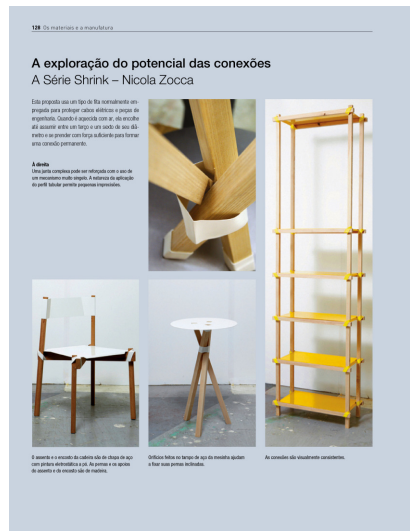 128 Os materiais e a manufatura
A exploração do potencial das conexões
A Série Shrink – Nicola Zocca
Esta proposta usa um tipo de fita normalmente em-
pregada para proteger cabos elétricos e peças de
engenharia. Quando é aquecida com ar, ela encolhe
até assumir entre um terço e um sexto de seu diâ-
metro e se prender com força suficiente para formar
uma conexão permanente.
À direita
Uma junta complexa pode ser reforçada com o uso de
um mecanismo muito singelo. A natureza da aplicação
do perfil tubular permite pequenas imprecisões.
O assento e o encosto da cadeira são de chapa de aço
com pintura eletrostática a pó. As pernas e os apoios
do assento e do encosto são de madeira.
Orifícios feitos no tampo de aço da mesinha ajudam
a fixar suas pernas inclinadas.
As conexões são visualmente consistentes.